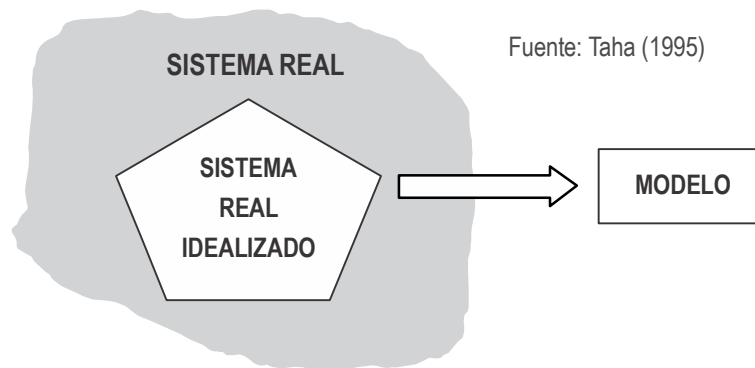 Fuente: Taha (1995)
SISTEMA REAL
SISTEMA
REAL
IDEALIZADO
MODELO